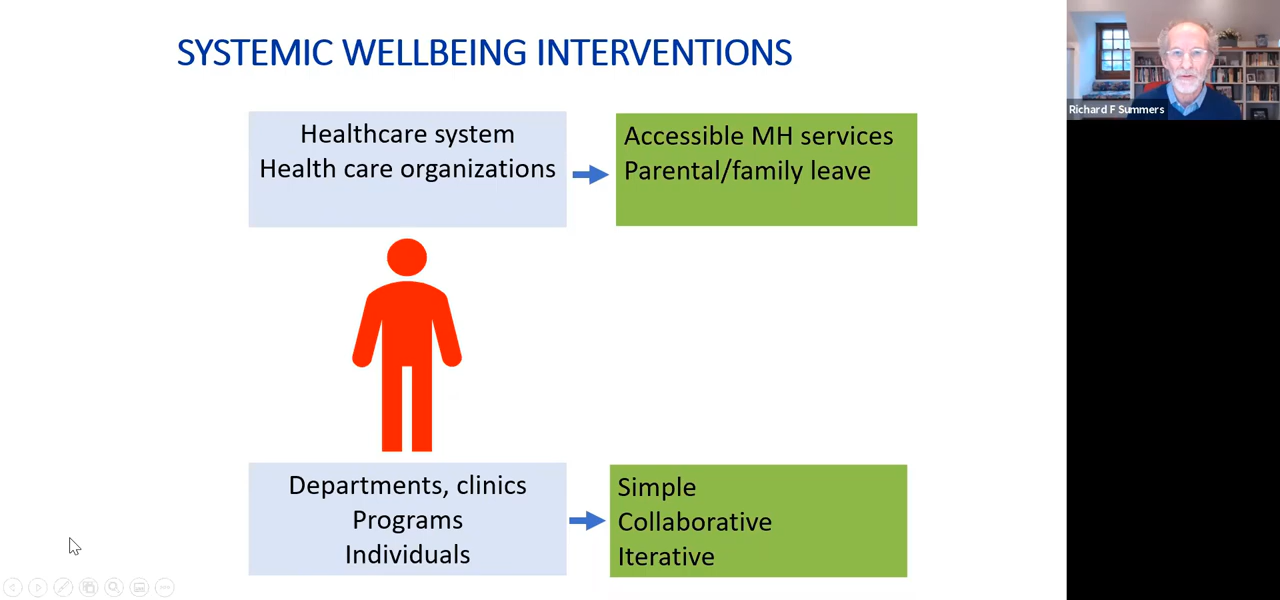 SYSTEMIC WELLBEING INTERVENTIONS
Healthcare system
Health care organizations
Accessible MH services
Parental/family leave
Departments, clinics
Programs
Individuals
Simple
Collaborative
Iterative
Richard F Summers